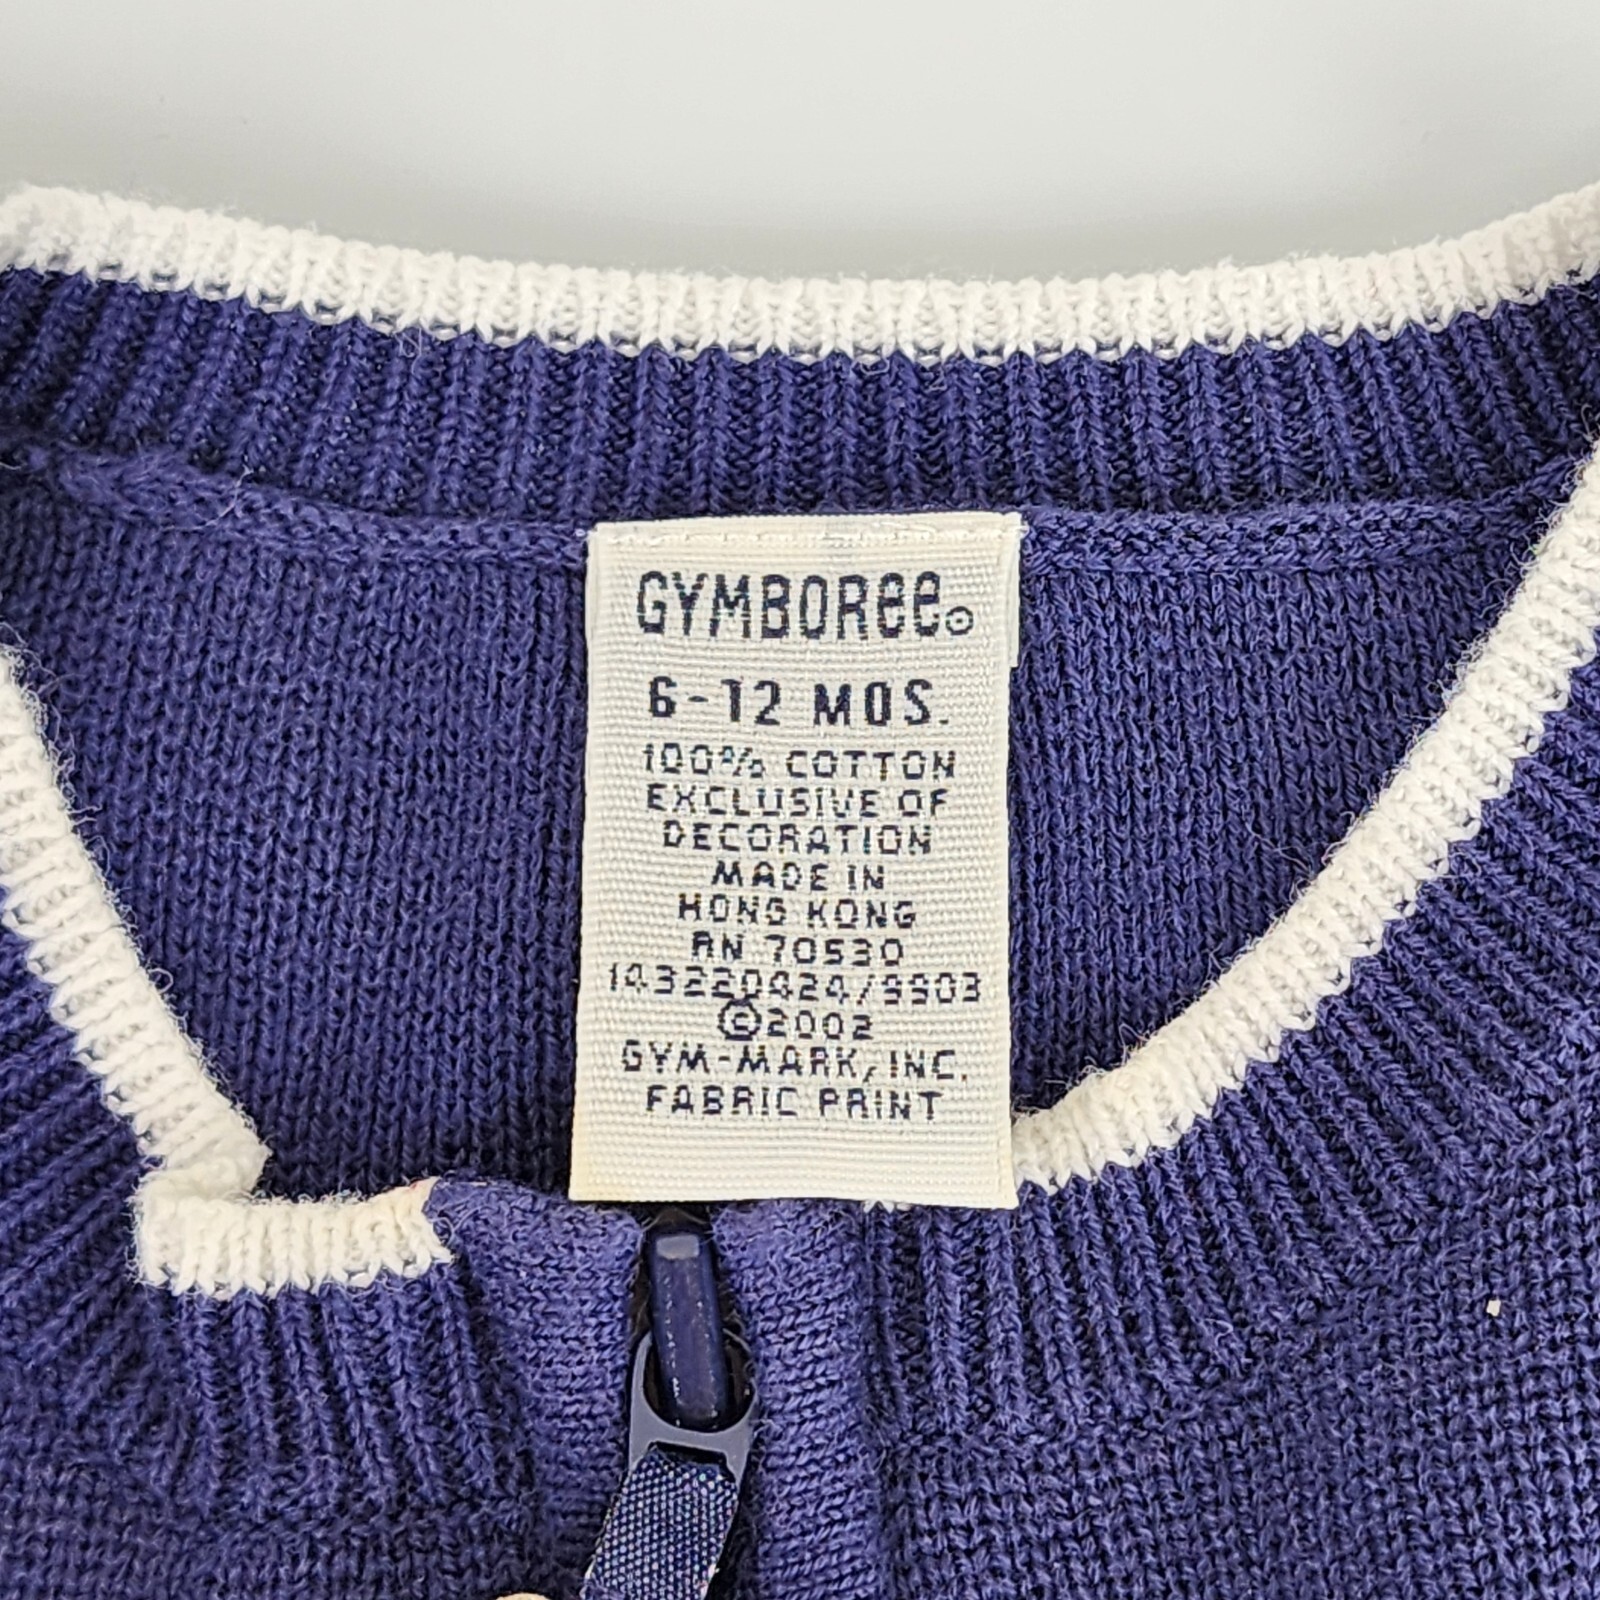 GYMBOREE
6-12 MOS.
100% COTTON
EXCLUSIVE OF
DECORATION
MADE IN
HONG KONG
RN 70530
143220424/9903
©2002
GYM-MARK, INC.
FABRIC PRINT